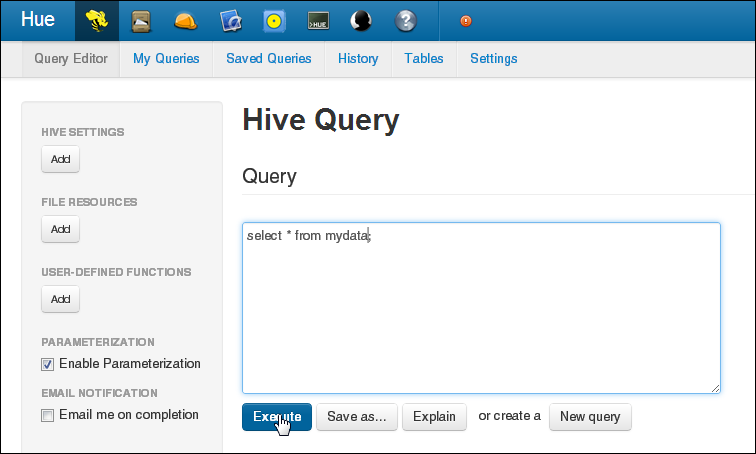 Hue >HUE ?
Query Editor My Queries Saved Queries History Tables Settings
HIVE SETTINGS
Add
FILE RESOURCES
Add
USER-DEFINED FUNCTIONS
Add
PARAMETERIZATION
Enable Parameterization
EMAIL NOTIFICATION
Email me on completion
Hive Query
Query
select * from mydata;
Execute Save as... Explain or create a New query